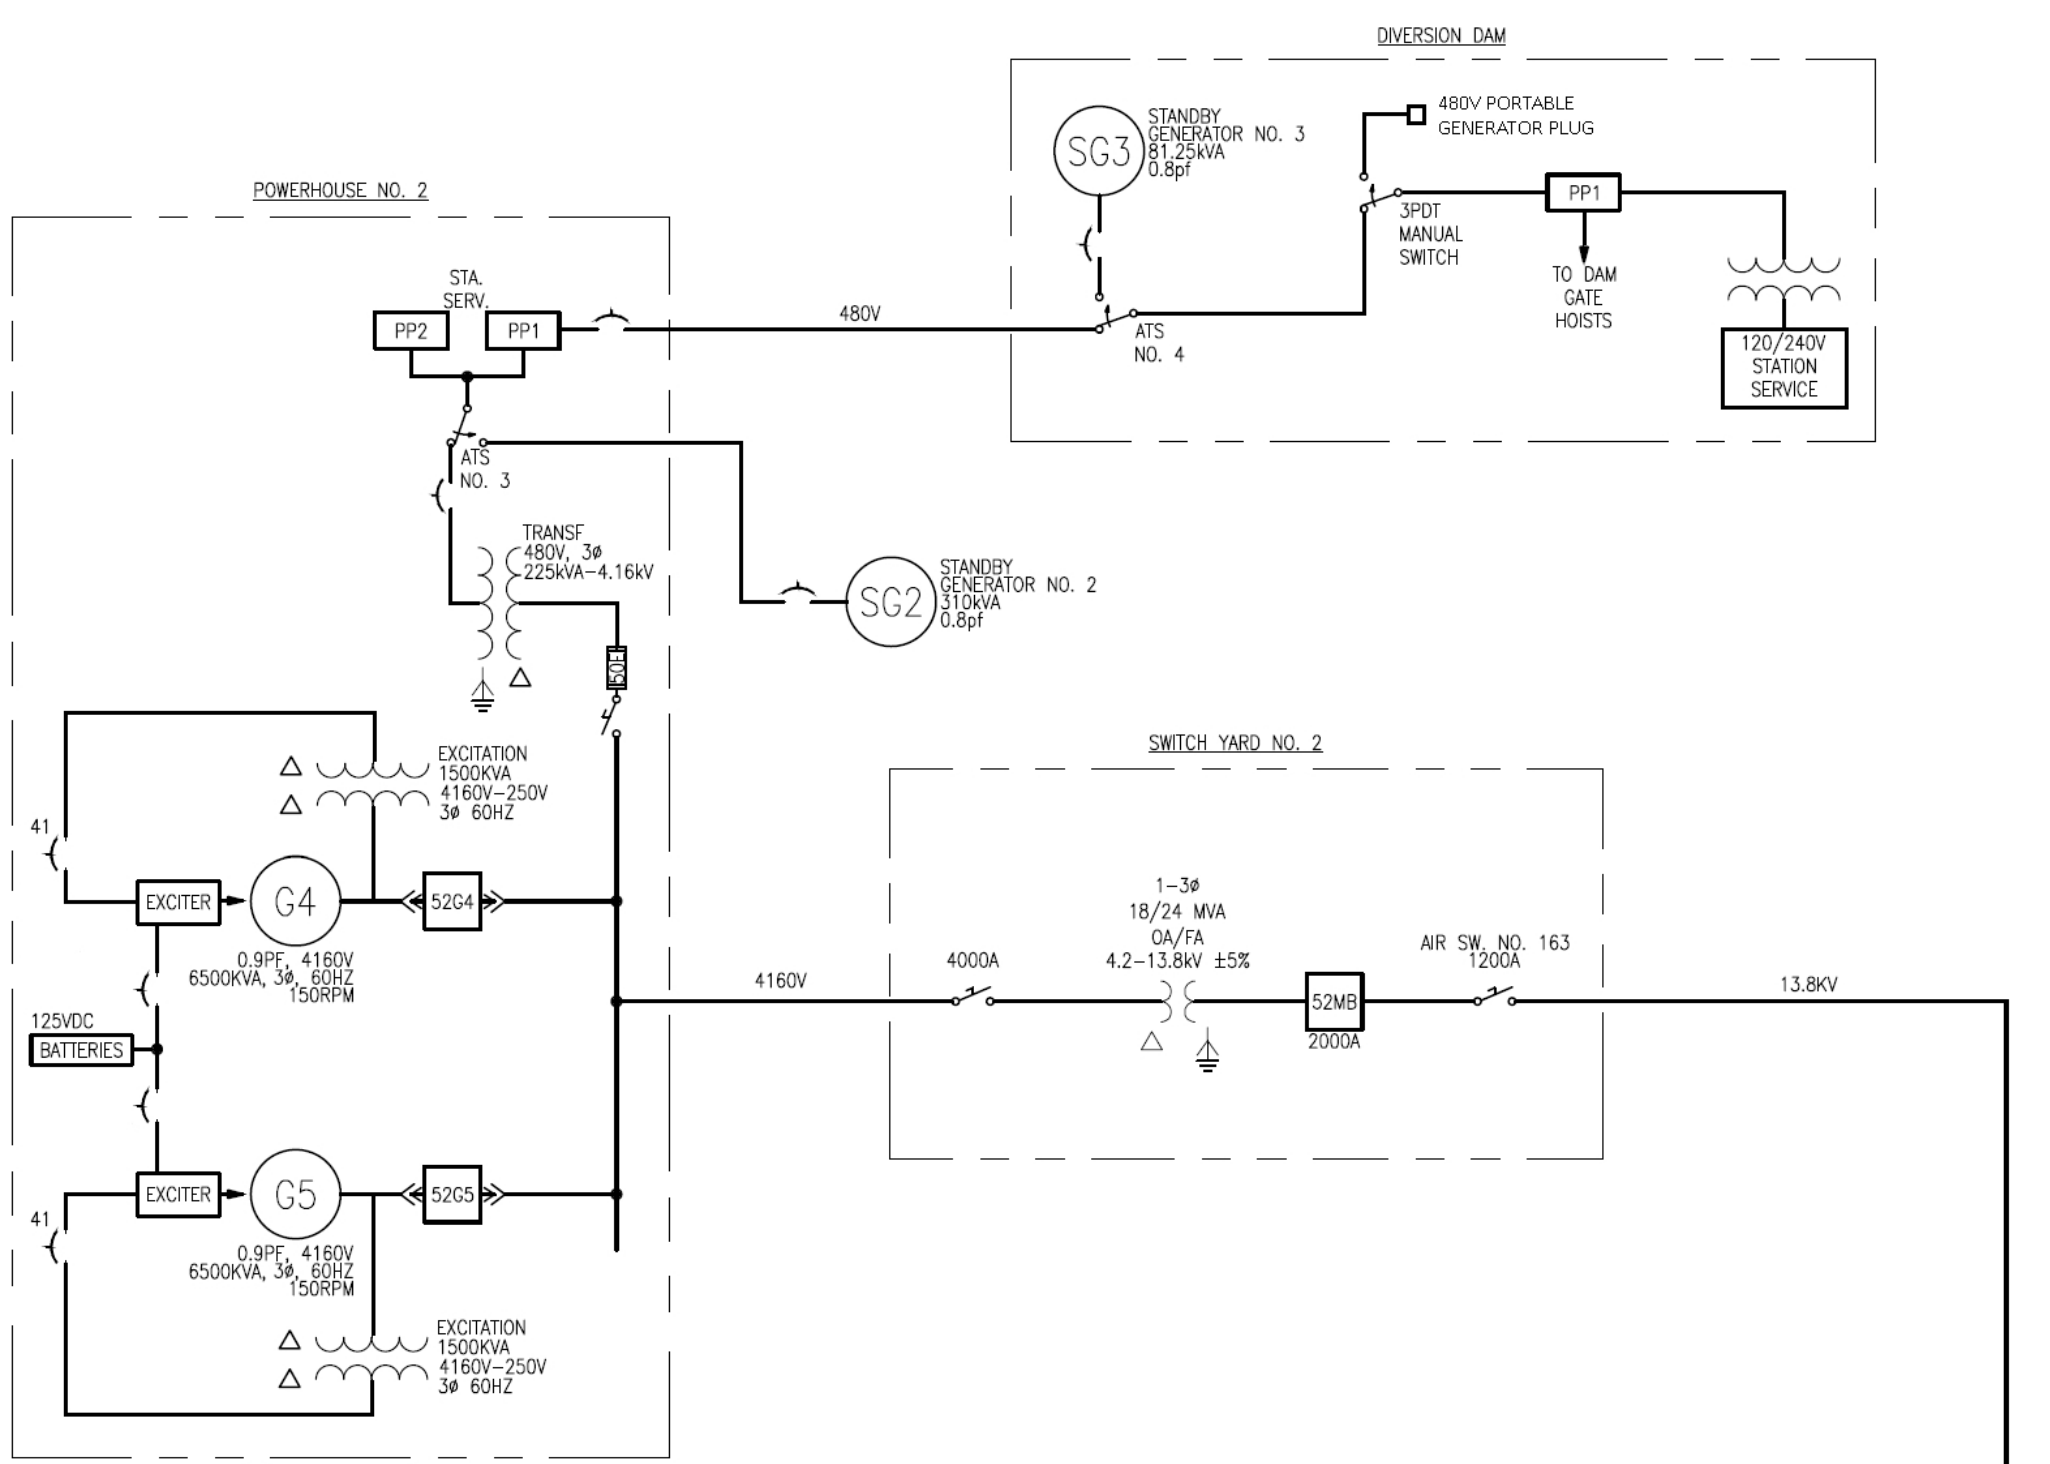 DIVERSION DAM
SG3
STANDBY
GENERATOR NO. 3
81.25kVA
0.8pf
480V PORTABLE
GENERATOR PLUG
3PDT
MANUAL
SWITCH
PP1
TO DAM
GATE
HOISTS
120/240V
STATION
SERVICE
ATS
NO. 4
480V
POWERHOUSE NO. 2
STA.
SERV.
PP2
PP1
ATS
NO. 3
TRANSF
480V, 3ø
225kVA-4.16kV
SG2
STANDBY
GENERATOR NO. 2
310kVA
0.8pf
EXCITATION
1500KVA
4160V-250V
3ø 60HZ
41
EXCITER
G4
52G4
0.9PF, 4160V
6500KVA, 3ø, 60HZ
150RPM
125VDC
BATTERIES
EXCITER
G5
52G5
41
0.9PF, 4160V
6500KVA, 3ø, 60HZ
150RPM
EXCITATION
1500KVA
4160V-250V
3ø 60HZ
4160V
SWITCH YARD NO. 2
4000A
1-3ø
18/24 MVA
OA/FA
4.2-13.8kV ±5%
52MB
2000A
AIR SW. NO. 163
1200A
13.8KV